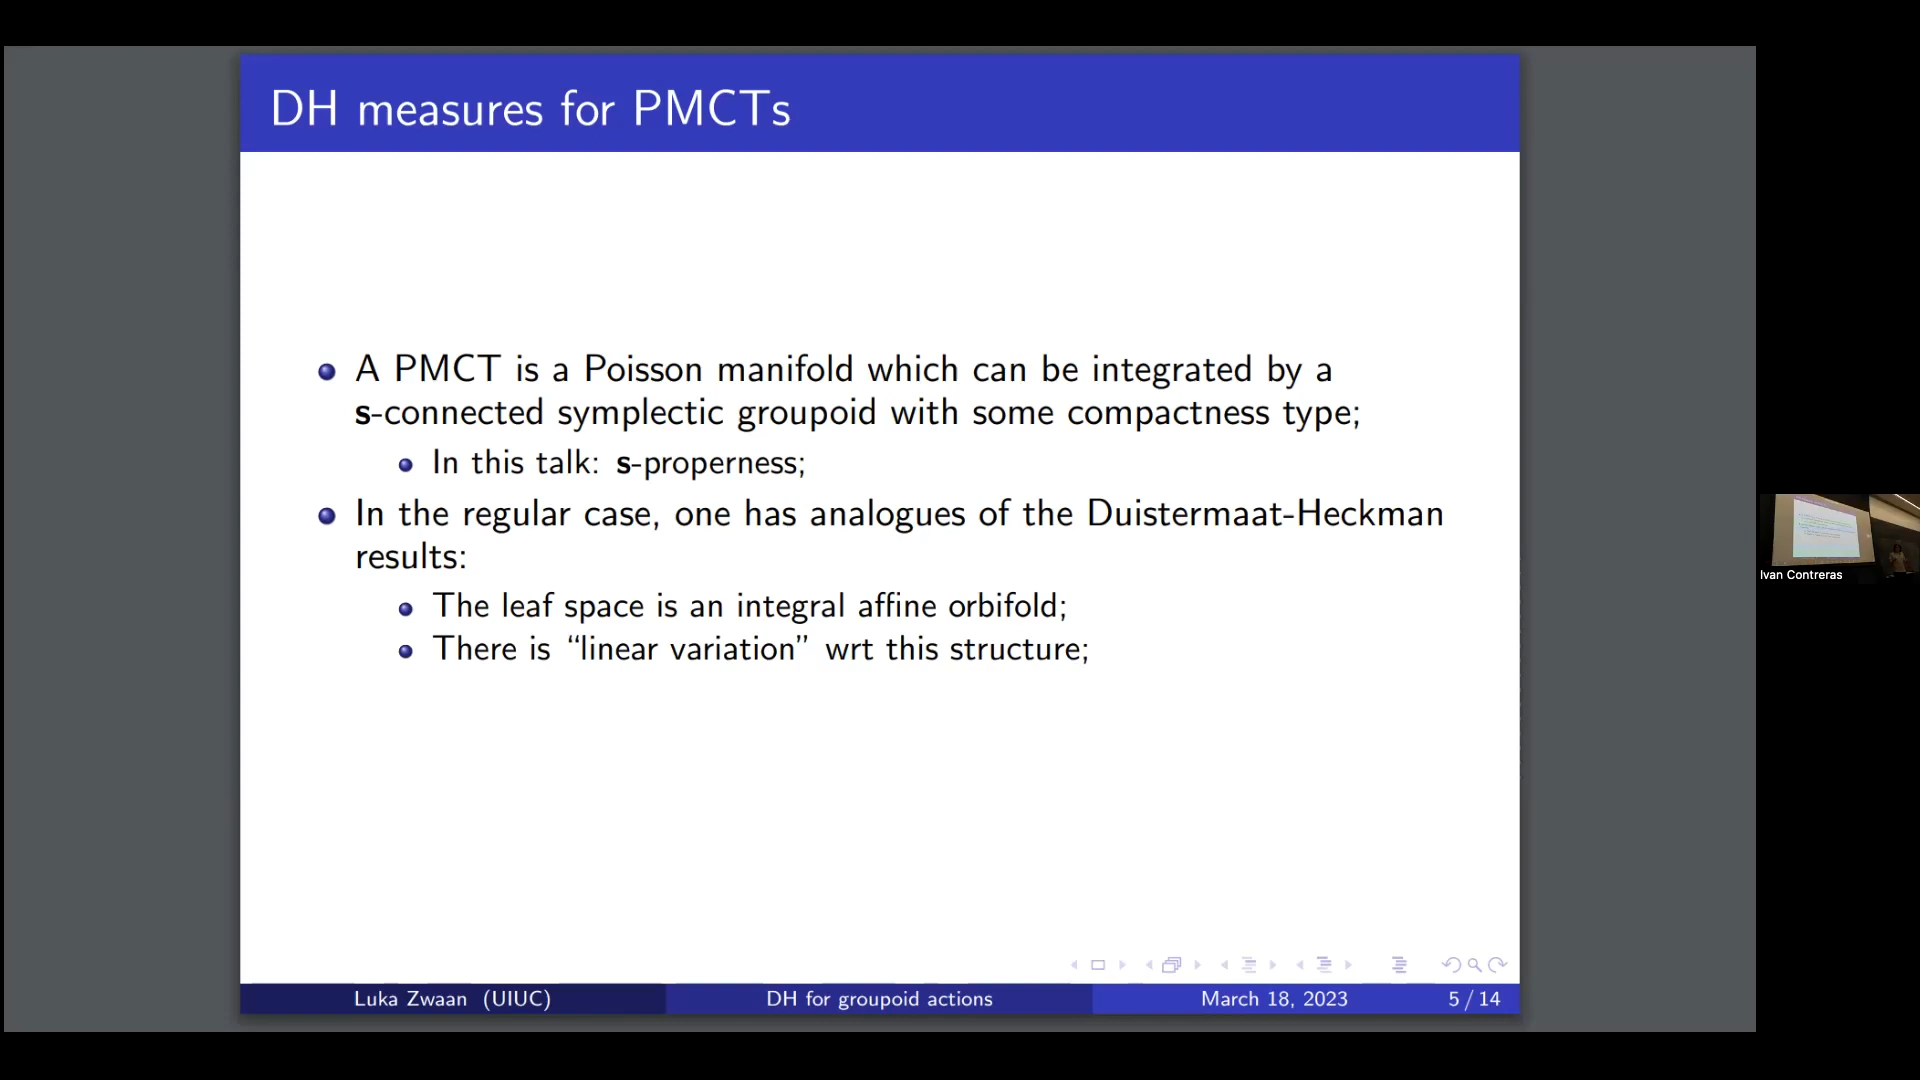 DH measures for PMCTs
A PMCT is a Poisson manifold which can be integrated by a
s-connected symplectic groupoid with some compactness type;
In this talk: s-properness;
In the regular case, one has analogues of the Duistermaat-Heckman
results:
The leaf space is an integral affine orbifold;
There is “linear variation” wrt this structure;
Ivan Contreras
Luka Zwaan (UIUC) DH for groupoid actions March 18, 2023 5 / 14